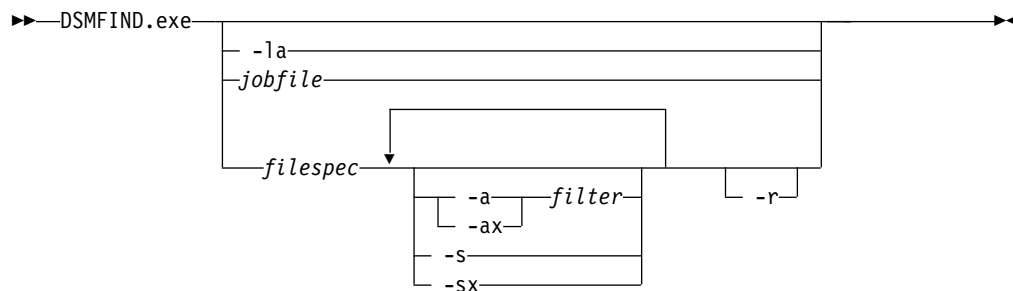 DSMFIND.exe
-la
jobfile
filespec
-a filter -r
-ax
-s
-sx